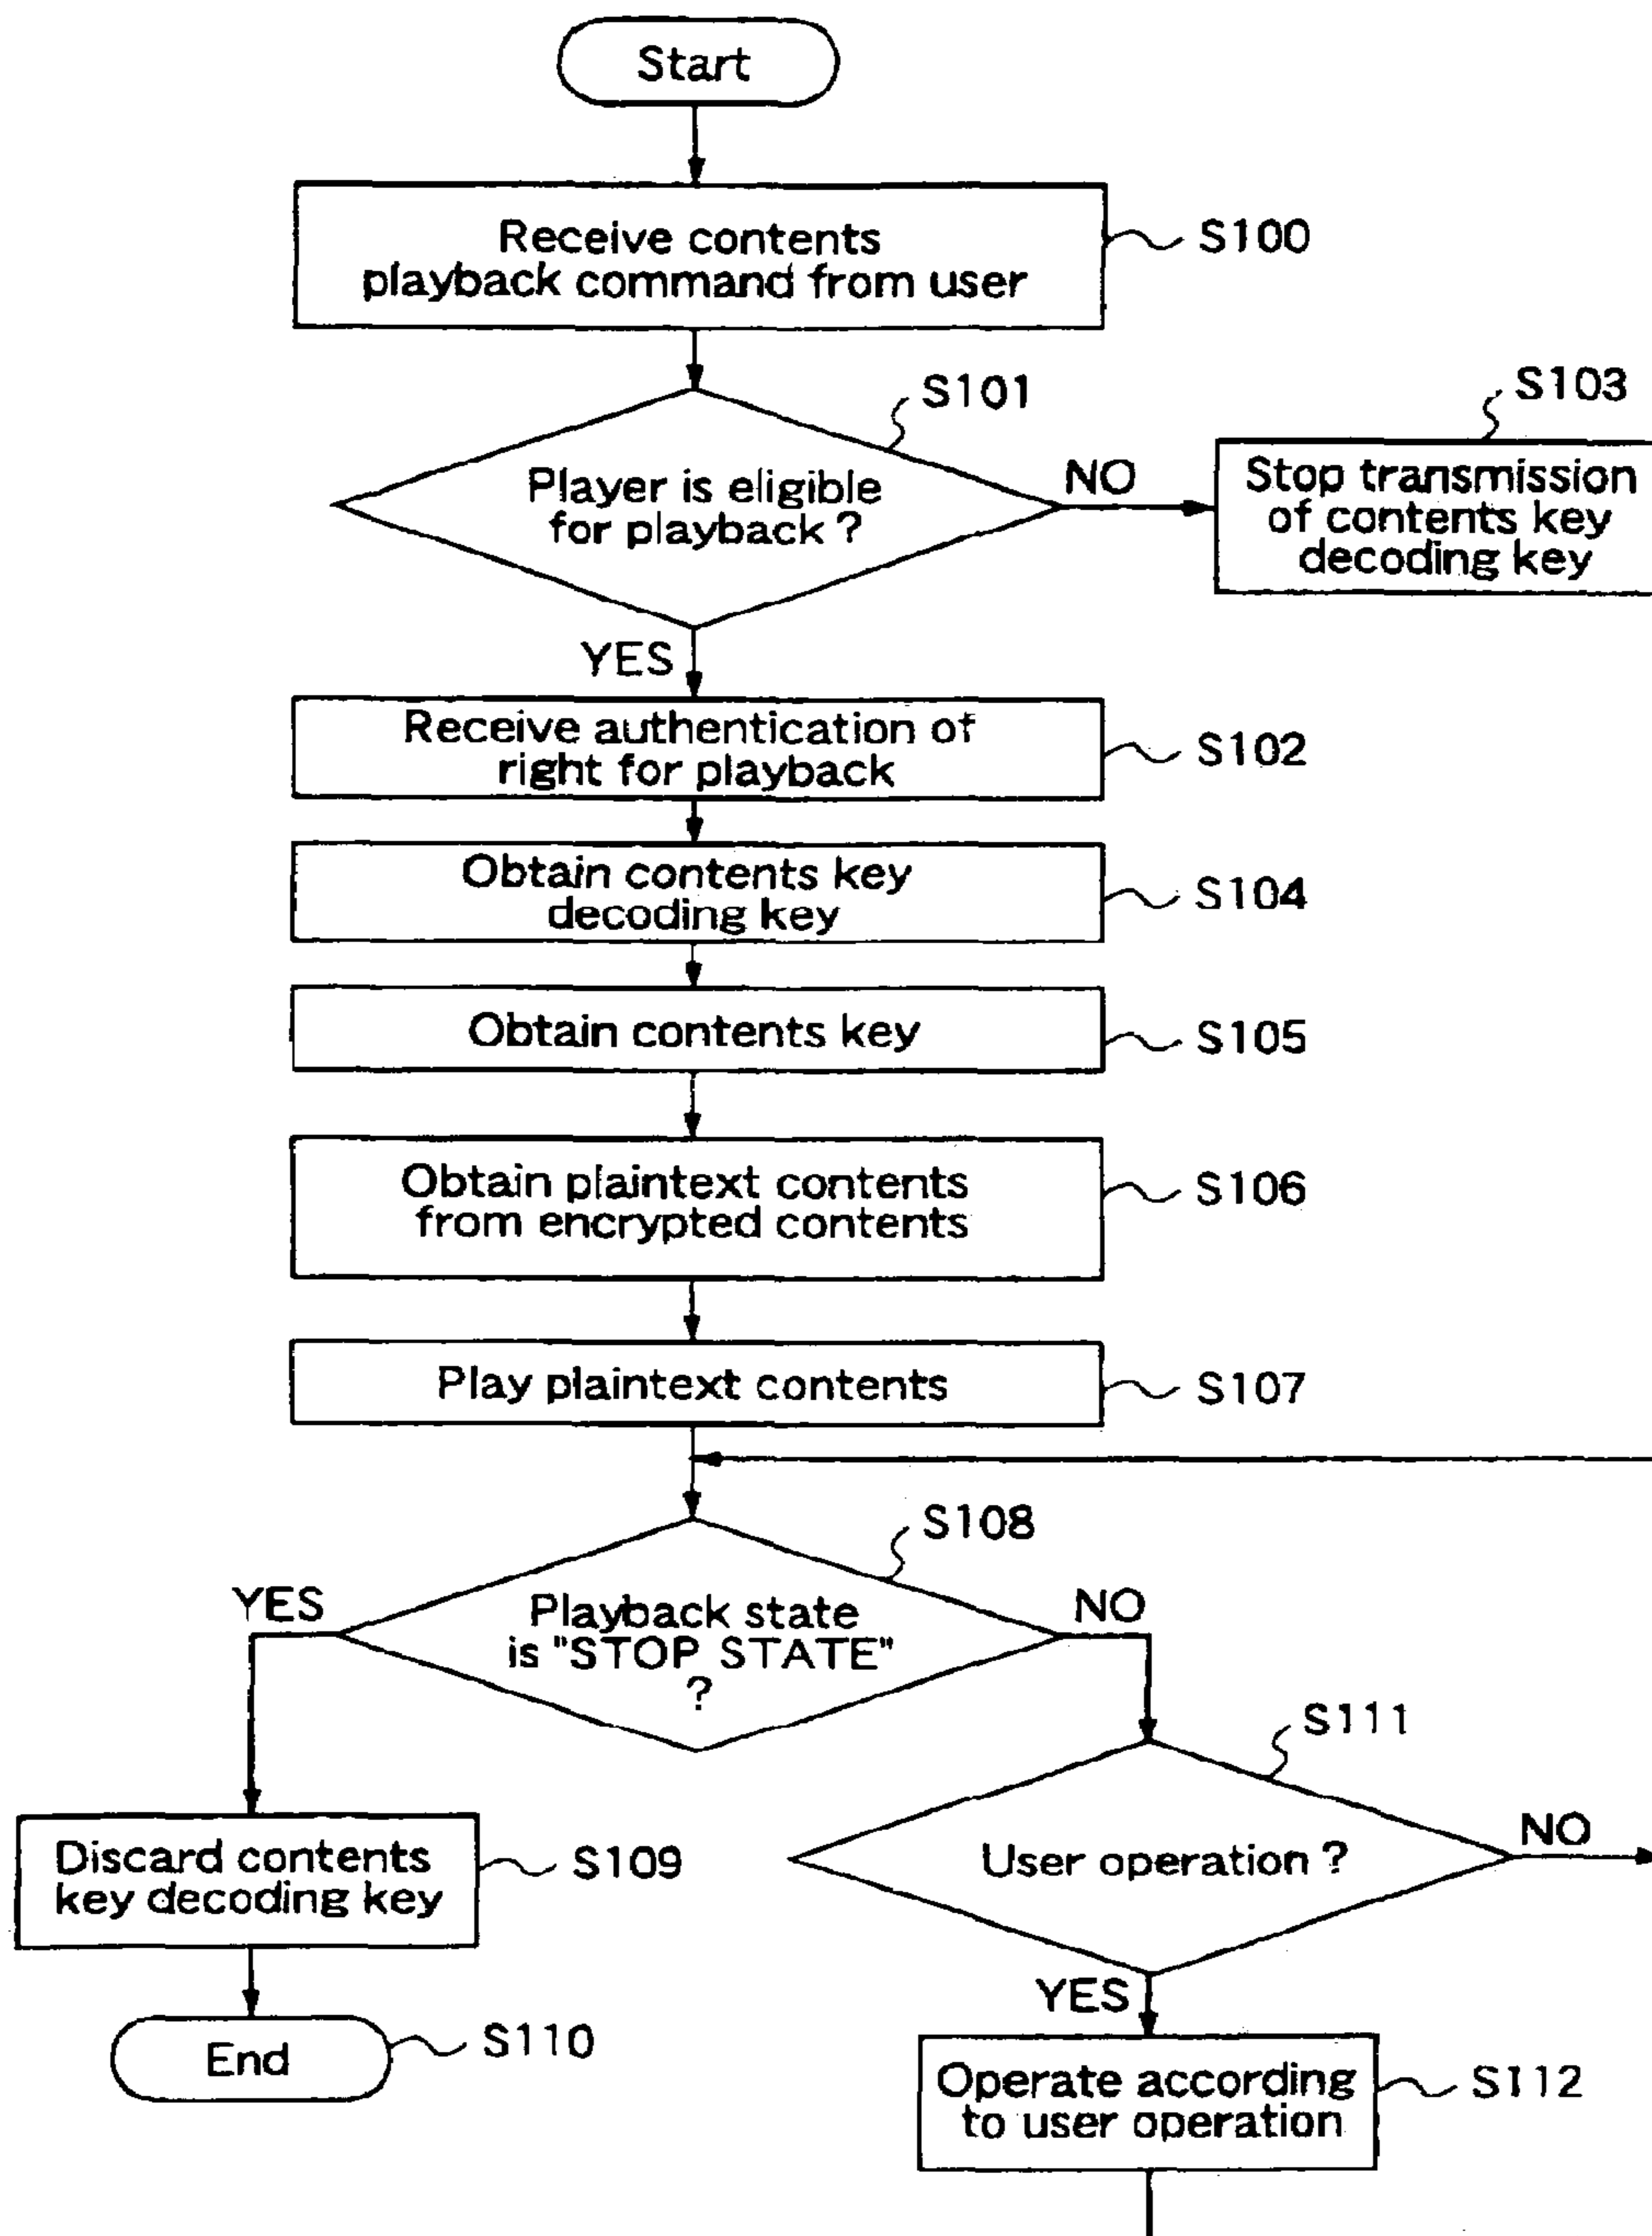 Start
Receive contents
playback command from user
S100
S101
Player is eligible
for playback ?
NO
S103
Stop transmission
of contents key
decoding key
YES
Receive authentication of
right for playback
S102
Obtain contents key
decoding key
S104
Obtain contents key
S105
Obtain plaintext contents
from encrypted contents
S106
Play plaintext contents
S107
S108
YES
Playback state
is "STOP STATE"
?
NO
S111
Discard contents
key decoding key
S109
User operation ?
NO
YES
End
S110
Operate according
to user operation
S112